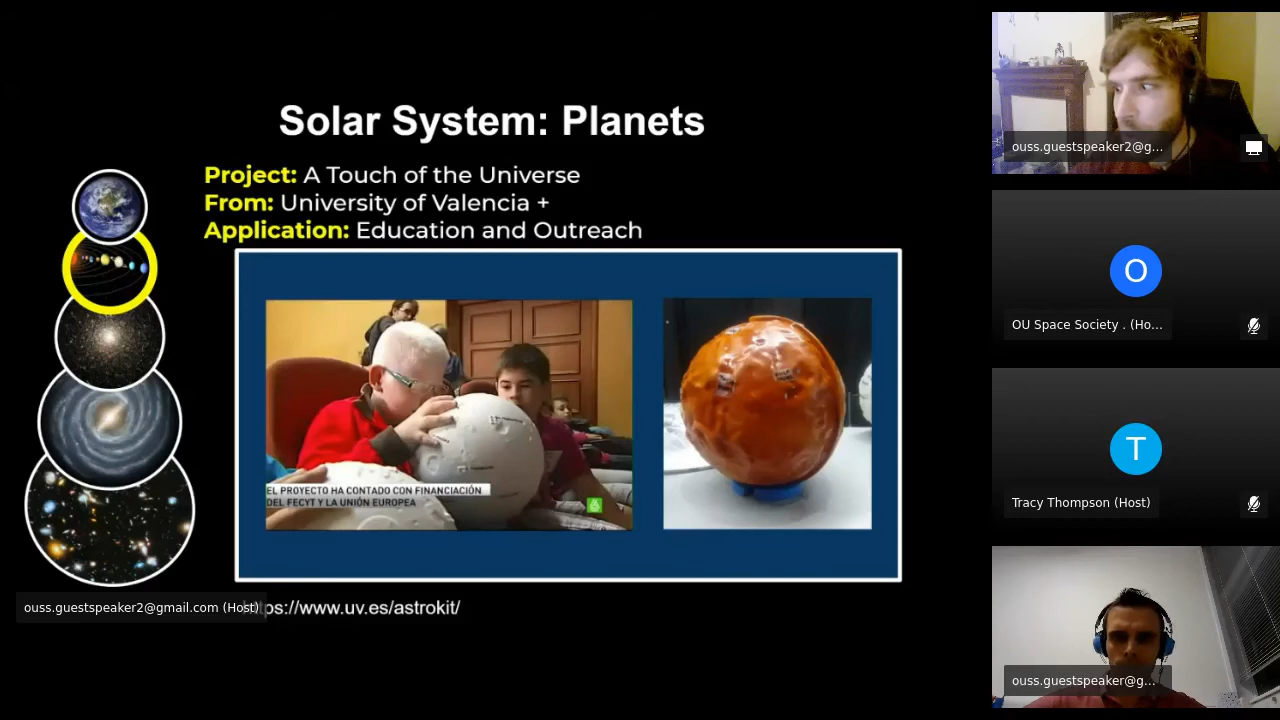 Solar System: Planets
Project: A Touch of the Universe
From: University of Valencia +
Application: Education and Outreach
EL PROYECTO HA CONTADO CON FINANCIACIÓN
DEL FECYT Y LA UNIÓN EUROPEA
ouss.guestspeaker2@gmail.com (Host)
https://www.uv.es/astrokit/
ouss.guestspeaker2@g...
O
OU Space Society . (Ho...
T
Tracy Thompson (Host)
ouss.guestspeaker@g...